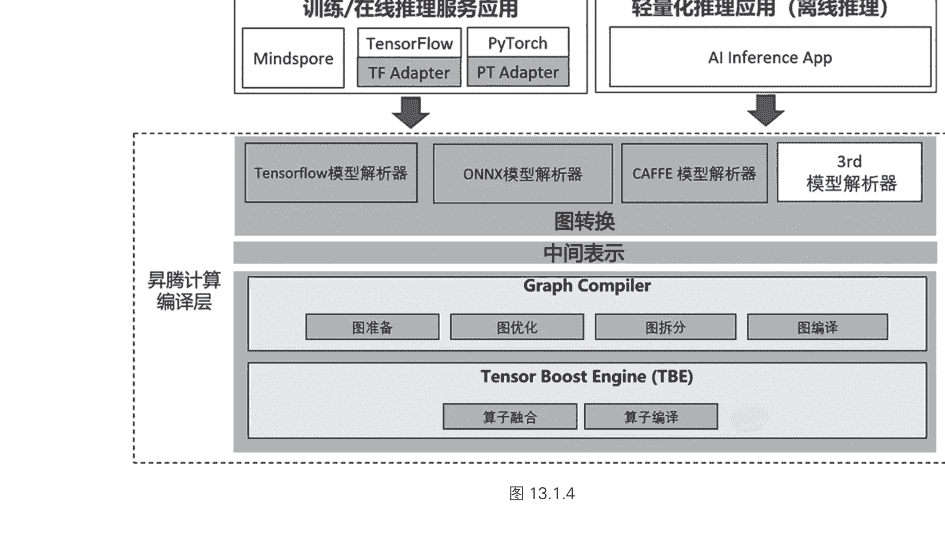 训练/在线推理服务应用
轻量化推理应用（离线推理）
Mindspore
TensorFlow
TF Adapter
PyTorch
PT Adapter
AI Inference App
Tensorflow模型解析器
ONNX模型解析器
CAFFE 模型解析器
3rd
模型解析器
图转换
中间表示
昇腾计算
编译层
Graph Compiler
图准备
图优化
图拆分
图编译
Tensor Boost Engine (TBE)
算子融合
算子编译
图 13.1.4